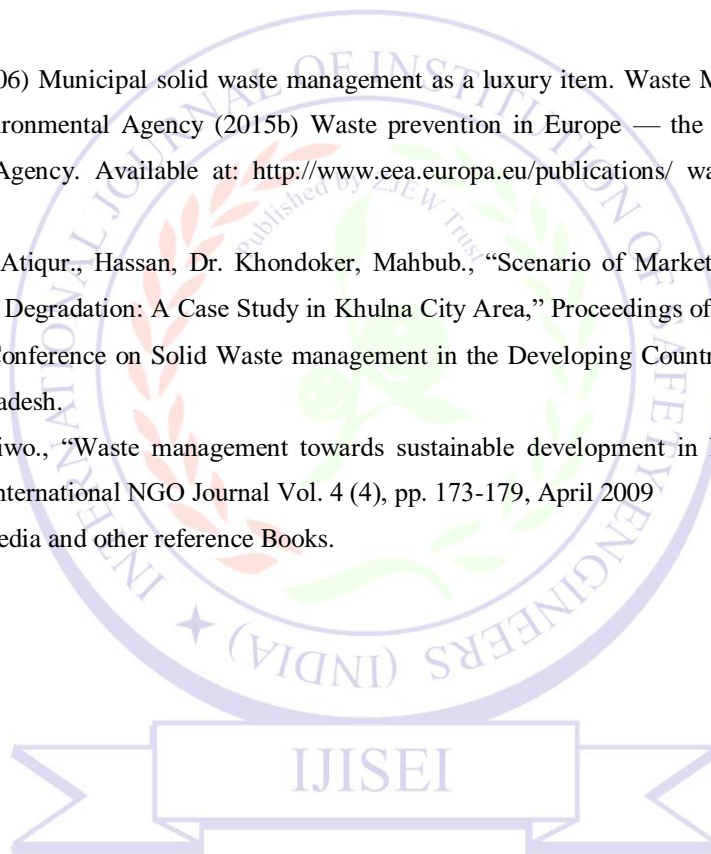 06) Municipal solid waste management as a luxury item. Waste M
ironmental Agency (2015b) Waste prevention in Europe — the
Agency. Available at: http://www.eea.europa.eu/publications/ wa
Atiqur., Hassan, Dr. Khondoker, Mahbub., “Scenario of Market
Degradation: A Case Study in Khulna City Area,” Proceedings of
Conference on Solid Waste management in the Developing Countr
adesh.
iwo., “Waste management towards sustainable development in
nternational NGO Journal Vol. 4 (4), pp. 173-179, April 2009
edia and other reference Books.
INTERNATIONAL JOURNAL OF INSTITUTION OF SAFETY ENGINEERS (INDIA)
Published by ZJEW Trust
IJISEI